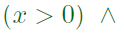 (x > 0) ∧